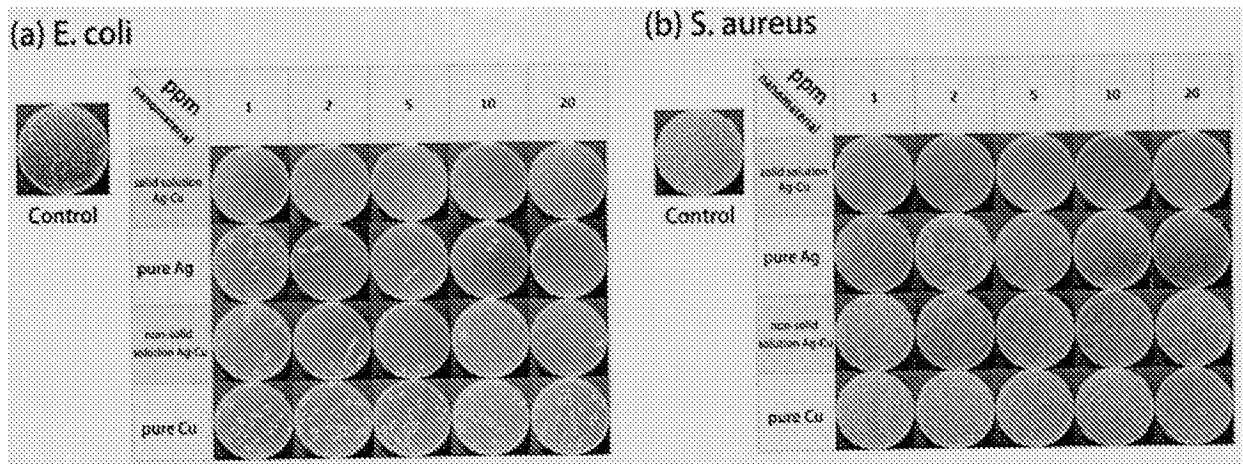 (a) E. coli
ppm
nanomaterial
1 2 5 10 20
Control
solid solution
Ag-Cu
pure Ag
non-solid
solution Ag-Cu
pure Cu
(b) S. aureus
ppm
nanomaterial
1 2 5 10 20
Control
solid solution
Ag-Cu
pure Ag
non-solid
solution Ag-Cu
pure Cu